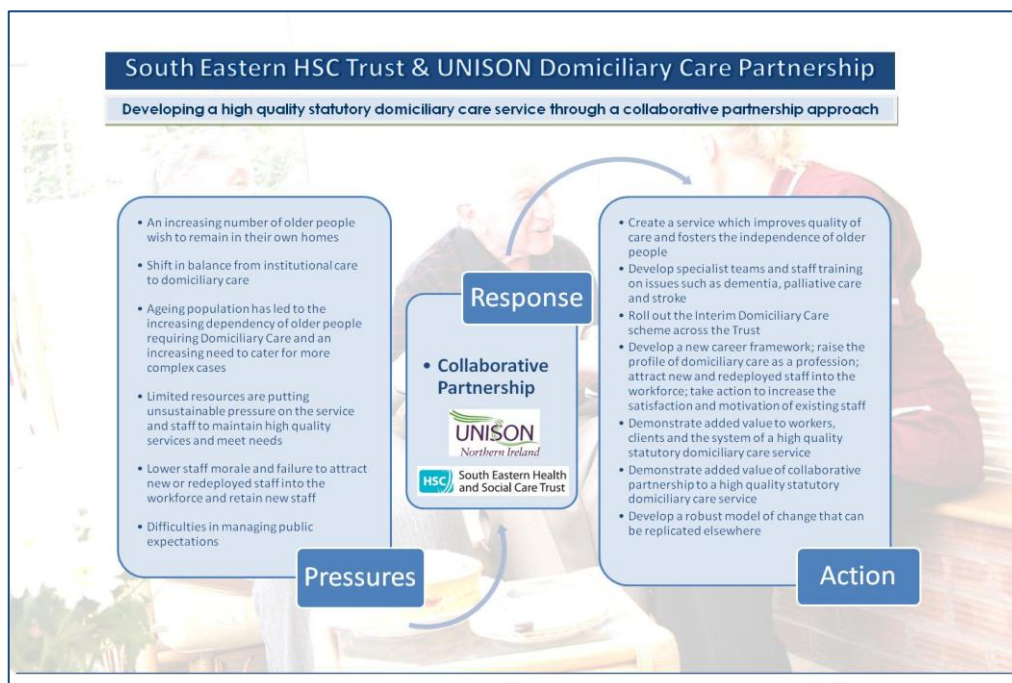 South Eastern HSC Trust & UNISON Domiciliary Care Partnership
Developing a high quality statutory domiciliary care service through a collaborative partnership approach
• An increasing number of older people
wish to remain in their own homes
• Shift in balance from institutional care
to domiciliary care
• Ageing population has led to the
increasing dependency of older people
requiring Domiciliary Care and an
increasing need to cater for more
complex cases
• Limited resources are putting
unsustainable pressure on the service
and staff to maintain high quality
services and meet needs
• Lower staff morale and failure to attract
new or redeployed staff into the
workforce and retain new staff
• Difficulties in managing public
expectations
Pressures
Response
• Collaborative
Partnership
UNISON
Northern Ireland
HSC South Eastern Health
and Social Care Trust
• Create a service which improves quality of
care and fosters the independence of older
people
• Develop specialist teams and staff training
on issues such as dementia, palliative care
and stroke
• Roll out the Interim Domiciliary Care
scheme across the Trust
• Develop a new career framework; raise the
profile of domiciliary care as a profession;
attract new and redeployed staff into the
workforce; take action to increase the
satisfaction and motivation of existing staff
• Demonstrate added value to workers,
clients and the system of a high quality
statutory domiciliary care service
• Demonstrate added value of collaborative
partnership to a high quality statutory
domiciliary care service
• Develop a robust model of change that can
be replicated elsewhere
Action